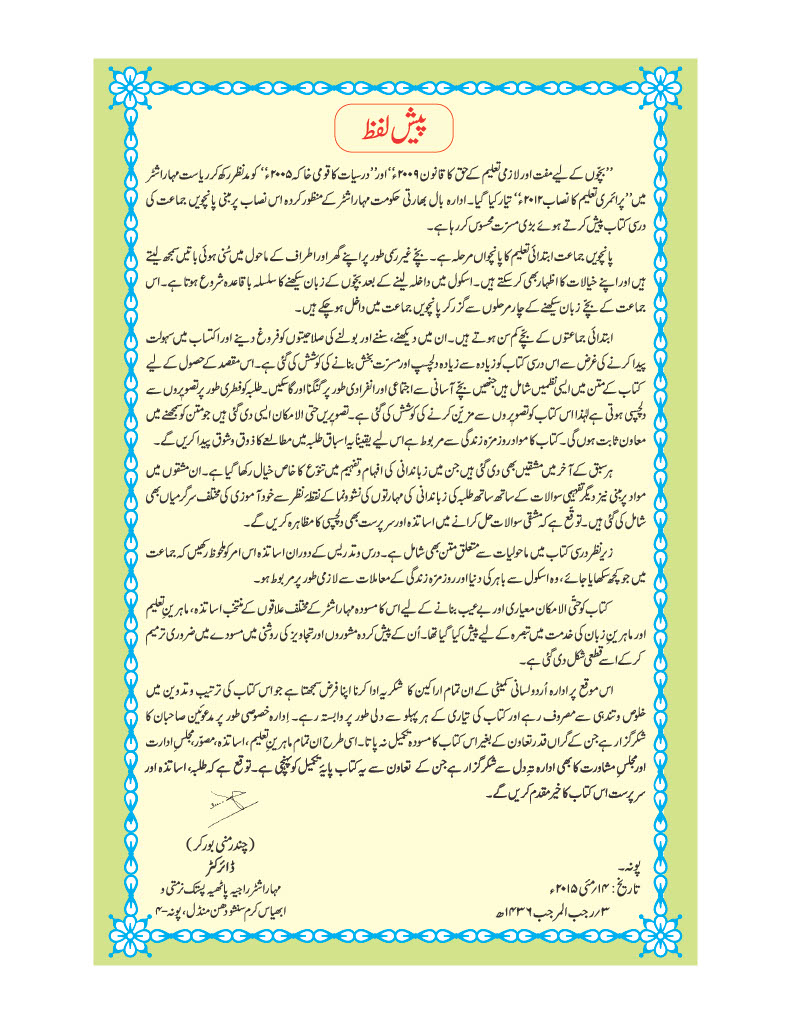 پیش لفظ
’’بچّوں کے لیے مفت اور لازمی تعلیم کے حق کا قانون ۲۰۰۹ء‘‘ اور ’’درسیات کا قومی خاکہ ۲۰۰۵ء‘‘ کو مدنظر رکھ کر ریاست مہاراشٹر
میں ’’پرائمری تعلیم کا نصاب ۲۰۱۲ء‘‘ تیار کیا گیا۔ ادارہ بال بھارتی حکومت مہاراشٹر کے منظور کردہ اس نصاب پر مبنی پانچویں جماعت کی
درسی کتاب پیش کرتے ہوئے بڑی مسرّت محسوس کر رہا ہے۔
پانچویں جماعت ابتدائی تعلیم کا پانچواں مرحلہ ہے۔ بچّے غیر رسمی طور پر اپنے گھر اور اطراف کے ماحول میں سُنی ہوئی باتیں سمجھ لیتے
ہیں اور اپنے خیالات کا اظہار بھی کر سکتے ہیں۔ اسکول میں داخلہ لینے کے بعد بچّوں کے زبان سیکھنے کا سلسلہ باقاعدہ شروع ہوتا ہے۔ اس
جماعت کے بچّے زبان سیکھنے کے چار مرحلوں سے گزر کر پانچویں جماعت میں داخل ہو چکے ہیں۔
ابتدائی جماعتوں کے بچّے کم سن ہوتے ہیں۔ ان میں دیکھنے، سننے اور بولنے کی صلاحیتوں کو فروغ دینے اور اکتساب میں سہولت
پیدا کرنے کی غرض سے اس درسی کتاب کو زیادہ سے زیادہ دلچسپ اور مسرّت بخش بنانے کی کوشش کی گئی ہے۔ اس مقصد کے حصول کے لیے
کتاب کے متن میں ایسی نظمیں شامل ہیں جنھیں بچّے آسانی سے اجتماعی اور انفرادی طور پر گنگنا اور گا سکیں۔ طلبہ کو فطری طور پر تصویروں سے
دلچسپی ہوتی ہے لہٰذا اس کتاب کو تصویروں سے مزیّن کرنے کی کوشش کی گئی ہے۔ تصویریں حتی الامکان ایسی دی گئی ہیں جو متن کو سمجھنے میں
معاون ثابت ہوں گی۔ کتاب کا مواد روزمرّہ زندگی سے مربوط ہے اس لیے یقیناً یہ اسباق طلبہ میں مطالعے کا ذوق و شوق پیدا کریں گے۔
ہر سبق کے آخر میں مشقیں بھی دی گئی ہیں جن میں زباندانی کی افہام و تفہیم میں تنوّع کا خاص خیال رکھا گیا ہے۔ ان مشقوں میں
مواد پر مبنی نیز دیگر تفہیمی سوالات کے ساتھ ساتھ طلبہ کی زباندانی کی مہارتوں کی نشوونما کے نقطۂ نظر سے خود آموزی کی مختلف سرگرمیاں بھی
شامل کی گئی ہیں۔ توقّع ہے کہ مشقی سوالات حل کرانے میں اساتذہ اور سرپرست بھی دلچسپی کا مظاہرہ کریں گے۔
زیرِ نظر درسی کتاب میں ماحولیات سے متعلق متن بھی شامل ہے۔ درس و تدریس کے دوران اساتذہ اس امر کو ملحوظ رکھیں کہ جماعت
میں جو کچھ سکھایا جائے، وہ اسکول سے باہر کی دنیا اور روزمرّہ زندگی کے معاملات سے لازمی طور پر مربوط ہو۔
کتاب کو حتّی الامکان معیاری اور بے عیب بنانے کے لیے اس کا مسودہ مہاراشٹر کے مختلف علاقوں کے منتخب اساتذہ، ماہرینِ تعلیم
اور ماہرینِ زبان کی خدمت میں تبصرہ کے لیے پیش کیا گیا تھا۔ اُن کے پیش کردہ مشوروں اور تجاویز کی روشنی میں مسودے میں ضروری ترمیم
کر کے اسے قطعی شکل دی گئی ہے۔
اس موقع پر ادارہ اُردو لسانی کمیٹی کے ان تمام اراکین کا شکریہ ادا کرنا اپنا فرض سمجھتا ہے جو اس کتاب کی ترتیب و تدوین میں
خلوص و تندہی سے مصروف رہے اور کتاب کی تیاری کے ہر پہلو سے دلی طور پر وابستہ رہے۔ ادارہ خصوصی طور پر مدعوئین صاحبان کا
شکر گزار ہے جن کے گراں قدر تعاون کے بغیر اس کتاب کا مسودہ تکمیل نہ پاتا۔ اسی طرح ان تمام ماہرینِ تعلیم، اساتذہ، مصوّر، مجلسِ ادارت
اور مجلسِ مشاورت کا بھی ادارہ تہِ دل سے شکر گزار ہے جن کے تعاون سے یہ کتاب پایۂ تکمیل کو پہنچی ہے۔ توقع ہے کہ طلبہ، اساتذہ اور
سرپرست اس کتاب کا خیر مقدم کریں گے۔
(چندرمنی بورکر)
ڈائرکٹر
مہاراشٹر راجیہ پاٹھیہ پستک نرمتی و
ابھیاس کرم سنشودھن منڈل، پونہ-۴
پونہ۔
تاریخ : ۱۴؍مئی ۲۰۱۵ء
۳؍رجب المرجب ۱۴۳۶ھ